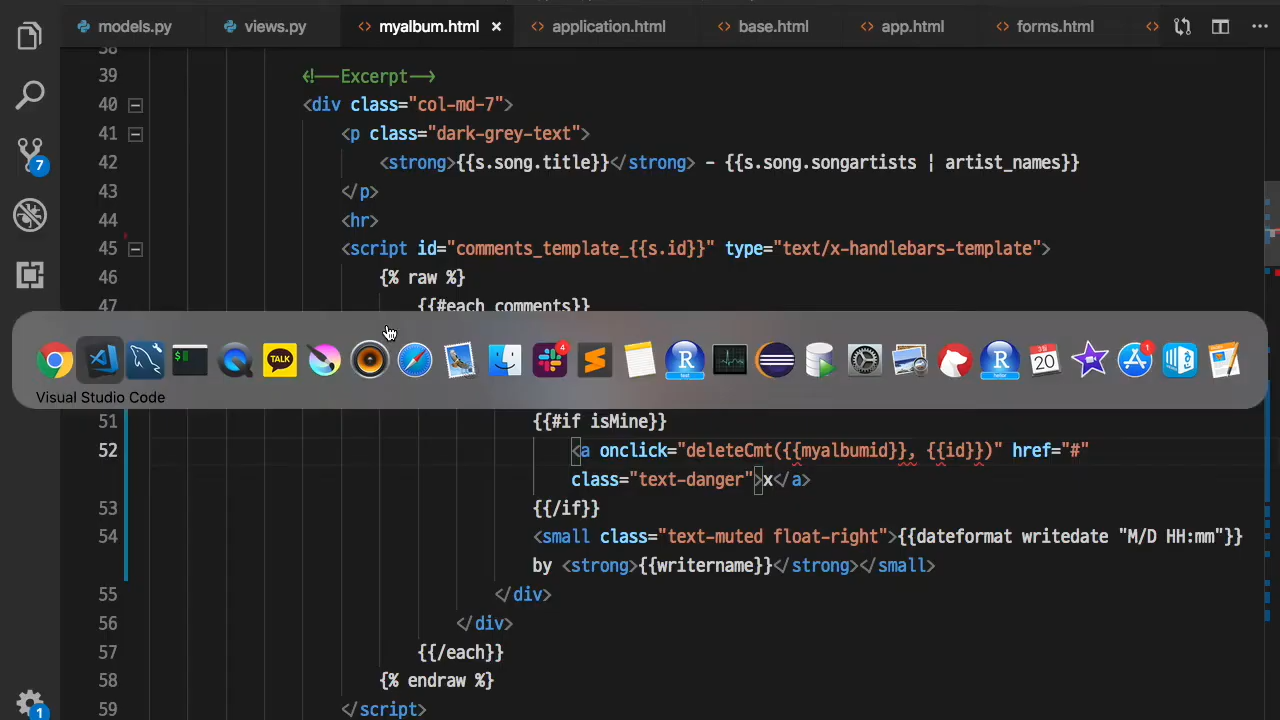 models.py views.py myalbum.html × application.html base.html app.html forms.html
38
39 <!--Excerpt-->
40 <div class="col-md-7">
41 <p class="dark-grey-text">
42 <strong>{{s.song.title}}</strong> - {{s.song.songartists | artist_names}}
43 </p>
44 <hr>
45 <script id="comments_template_{{s.id}}" type="text/x-handlebars-template">
46 {% raw %}
47 {{#each comments}}
7
TALK
4
$
R
R
20
1
Visual Studio Code
51 {{#if isMine}}
52 <a onclick="deleteCmt({{myalbumid}}, {{id}})" href="#"
class="text-danger">x</a>
53 {{/if}}
54 <small class="text-muted float-right">{{dateformat writedate "M/D HH:mm"}}
by <strong>{{writername}}</strong></small>
55 </div>
56 </div>
57 {{/each}}
58 {% endraw %}
59 </script>
1